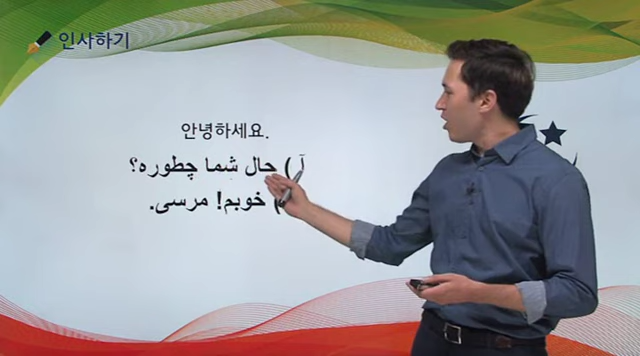 인사하기
안녕하세요.
آ) حال شما چطوره؟
) خوبم! مرسی.